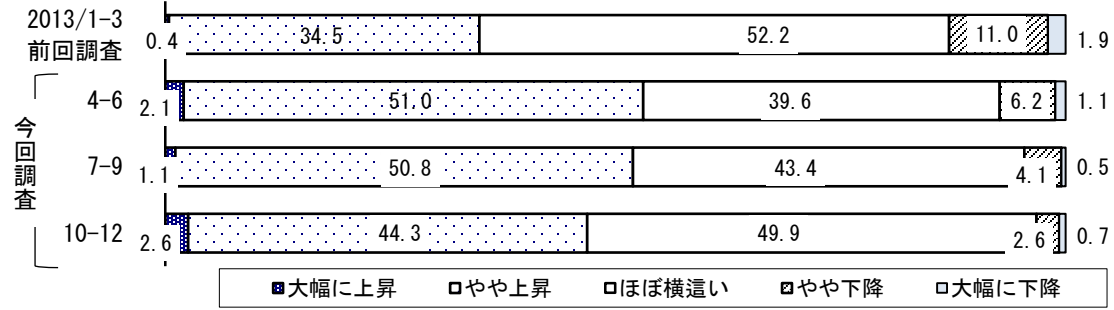 2013/1-3
前回調査
0.4 34.5 52.2 11.0 1.9
今回調査
4-6 2.1 51.0 39.6 6.2 1.1
7-9 1.1 50.8 43.4 4.1 0.5
10-12 2.6 44.3 49.9 2.6 0.7
大幅に上昇 やや上昇 ほぼ横這い やや下降 大幅に下降